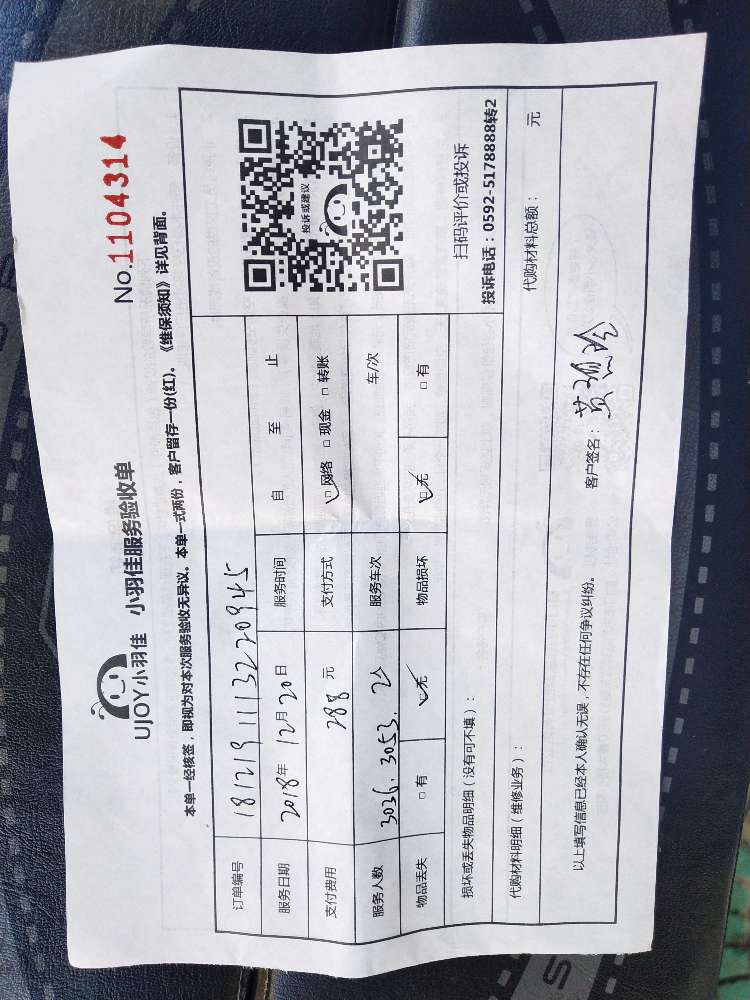 UJOY小羽佳 小羽佳服务验收单
No.1104314
本单一经核签，即视为对本次服务验收无异议。本单一式两份，客户留存一份(红)。《维保须知》详见背面。
订单编号 1812191113220945
服务日期 2018年 12月 20日 服务时间 自 至 止
支付费用 288 元 支付方式 ☑网络 □现金 □转账
服务人数 3036.3053. 2人 服务车次 车/次
物品丢失 □有 ☑无 物品损坏 ☑无 □有
投诉或建议
扫码评价或投诉
投诉电话：0592-5178888转2
损坏或丢失物品明细（没有可不填）：
代购材料明细（维修业务）： 代购材料总额： 元
以上填写信息已经本人确认无误，不存在任何争议纠纷。 客户签名：黄